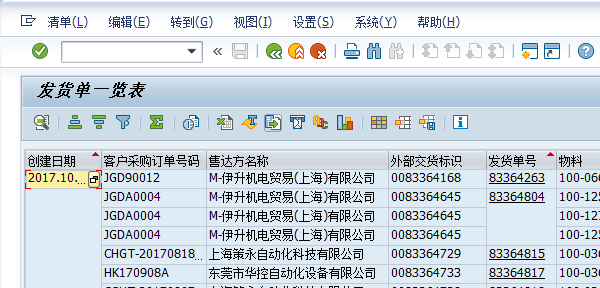 清单(L) 编辑(E) 转到(G) 视图(I) 设置(S) 系统(Y) 帮助(H)
发货单一览表
创建日期 客户采购订单号码 售达方名称 外部交货标识 发货单号 物料
2017.10.... JGD90012 M-伊升机电贸易(上海)有限公司 0083364168 83364263 100-06
JGDA0004 M-伊升机电贸易(上海)有限公司 0083364645 83364804 100-12
JGDA0004 M-伊升机电贸易(上海)有限公司 0083364645 100-12
JGDA0004 M-伊升机电贸易(上海)有限公司 0083364645 100-12
CHGT-20170818... 上海策永自动化科技有限公司 0083364729 83364815 100-03
HK170908A 东莞市华控自动化设备有限公司 0083364733 83364817 100-03